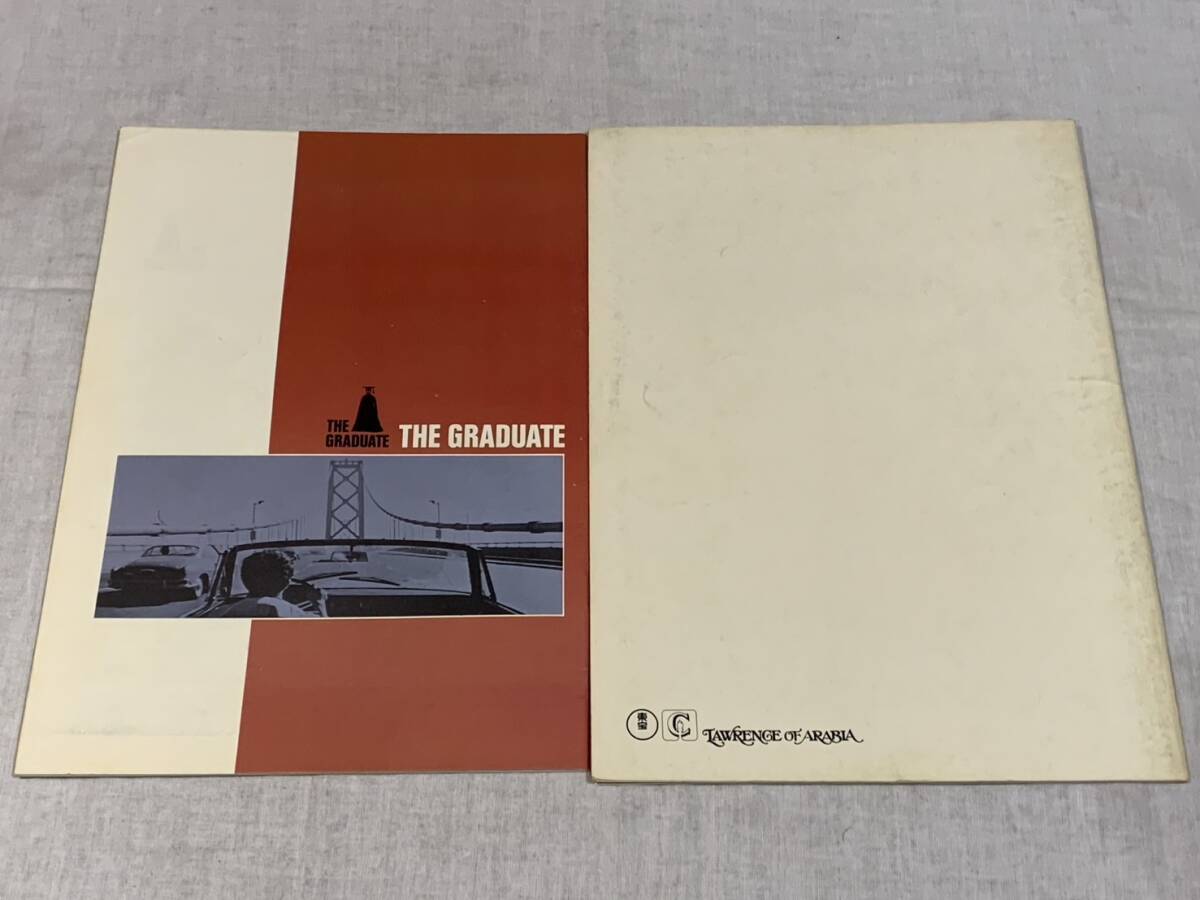 THE
GRADUATE
THE GRADUATE
東宝
C
LAWRENCE OF ARABIA